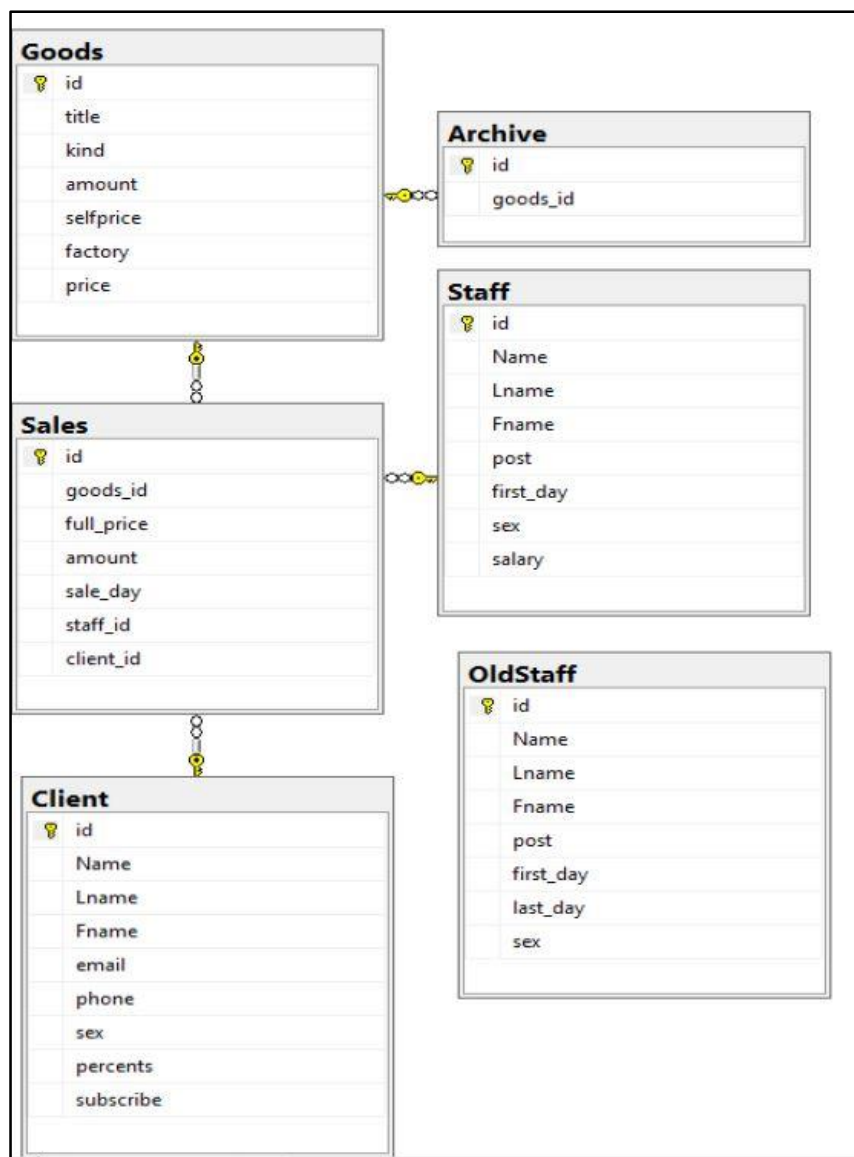 Goods
id
title
kind
amount
selfprice
factory
price
Archive
id
goods_id
Staff
id
Name
Lname
Fname
post
first_day
sex
salary
Sales
id
goods_id
full_price
amount
sale_day
staff_id
client_id
OldStaff
id
Name
Lname
Fname
post
first_day
last_day
sex
Client
id
Name
Lname
Fname
email
phone
sex
percents
subscribe